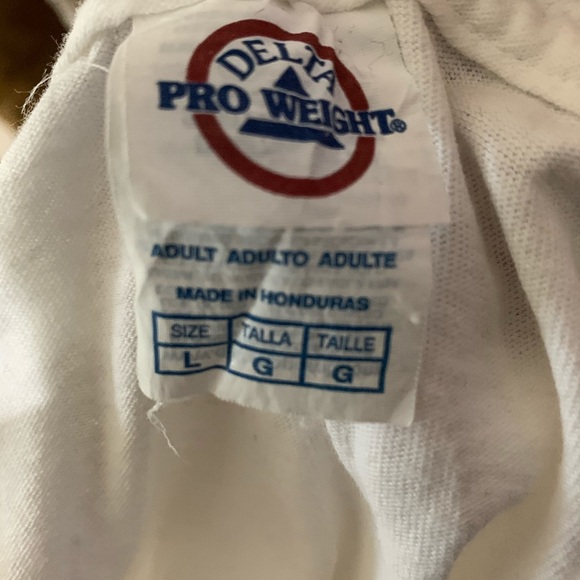 DELTA
PRO WEIGHT®
ADULT ADULTO ADULTE
MADE IN HONDURAS
SIZE TALLA TAILLE
L G G